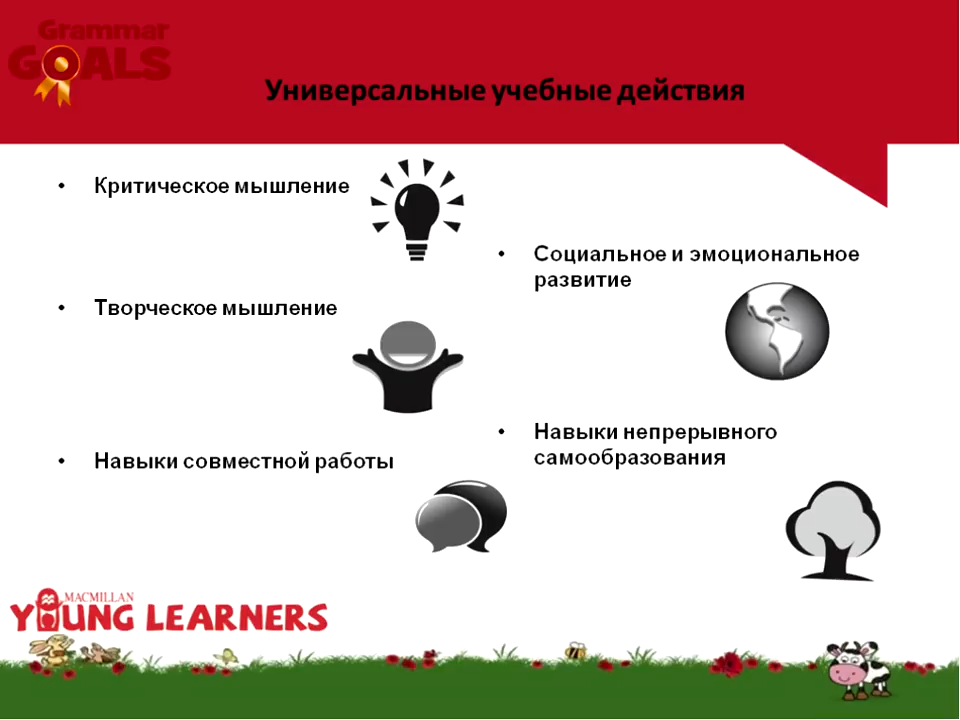 Grammar
GOALS
Универсальные учебные действия
• Критическое мышление
• Творческое мышление
• Навыки совместной работы
• Социальное и эмоциональное
развитие
• Навыки непрерывного
самообразования
MACMILLAN
YOUNG LEARNERS